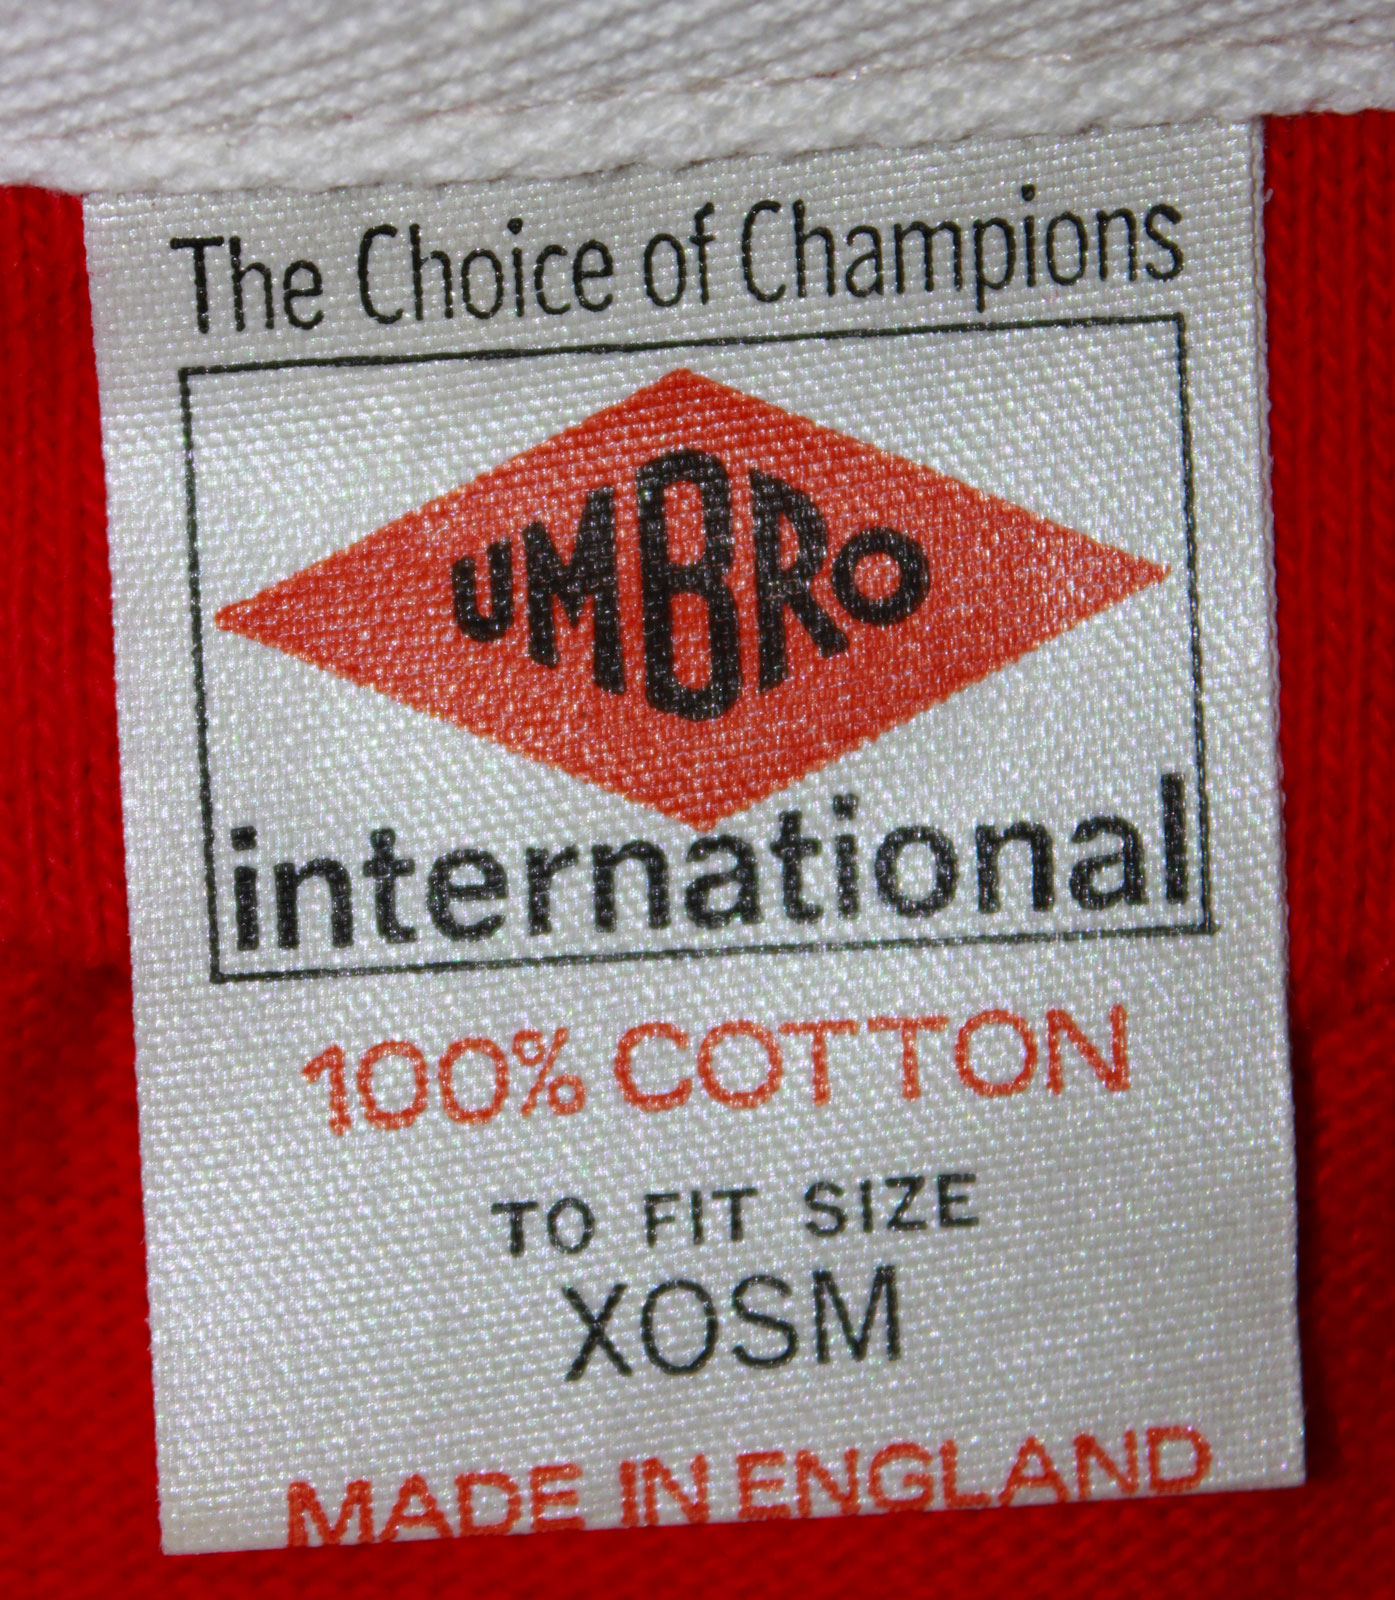 The Choice of Champions
UMBRO
international
100% COTTON
TO FIT SIZE
XOSM
MADE IN ENGLAND